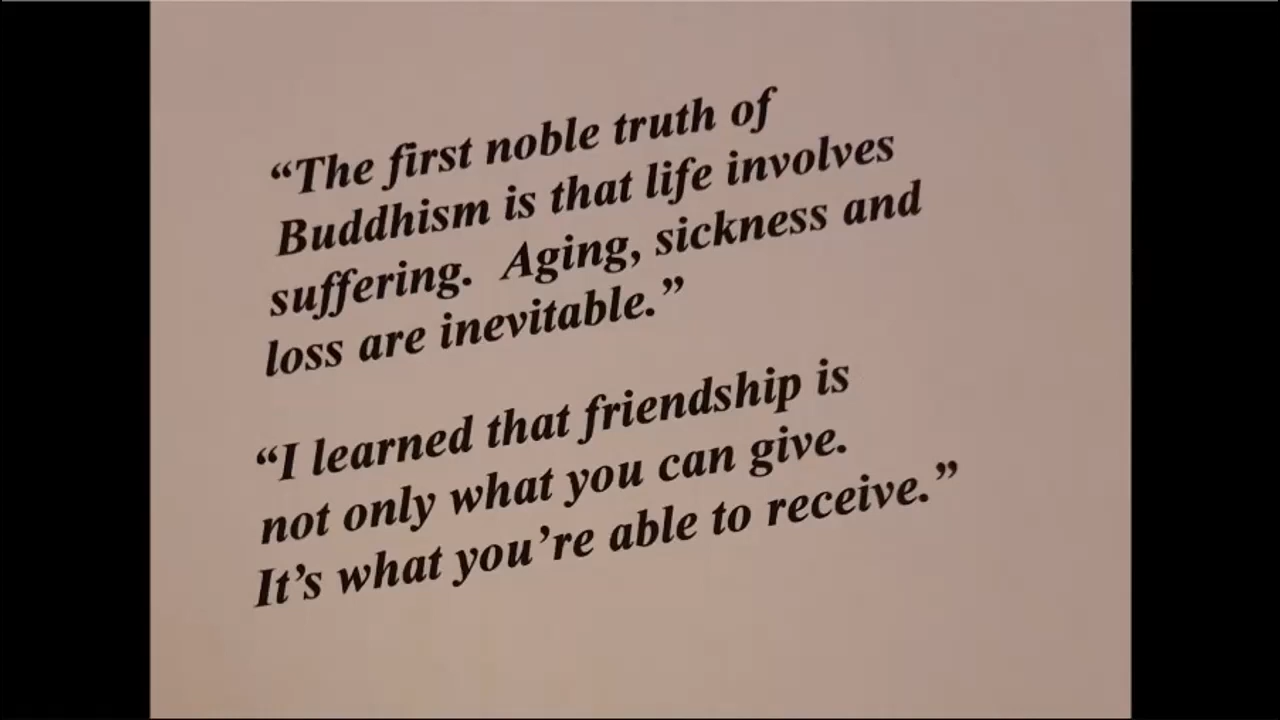 “The first noble truth of
Buddhism is that life involves
suffering.  Aging, sickness and
loss are inevitable.”
“I learned that friendship is
not only what you can give.
It’s what you’re able to receive.”